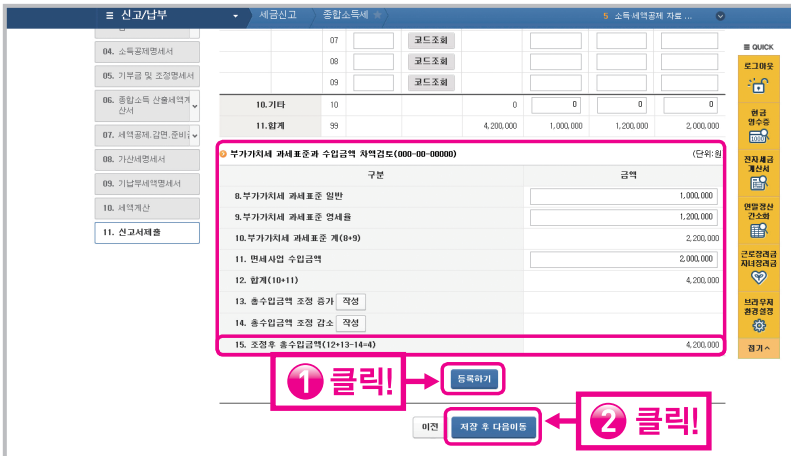 ≡ 신고/납부 세금신고 종합소득세 5 소득·세액공제 자료 ...
04. 소득공제명세서
05. 기부금 및 조정명세서
06. 종합소득 산출세액계
산서
07. 세액공제.감면.준비금
08. 가산세명세서
09. 기납부세액명세서
10. 세액계산
11. 신고서제출
07 코드조회
08 코드조회
09 코드조회
10.기타 10 0 0 0 0
11.합계 99 4,200,000 1,000,000 1,200,000 2,000,000
부가가치세 과세표준과 수입금액 차액검토(000-00-00000) (단위:원
구분 금액
8.부가가치세 과세표준 일반 1,000,000
9.부가가치세 과세표준 영세율 1,200,000
10.부가가치세 과세표준 계(8+9) 2,200,000
11. 면세사업 수입금액 2,000,000
12. 합계(10+11) 4,200,000
13. 총수입금액 조정 증가 작성
14. 총수입금액 조정 감소 작성
15. 조정후 총수입금액(12+13-14=4) 4,200,000
1 클릭! 등록하기
이전 저장 후 다음이동 2 클릭!
≡ QUICK
로그아웃
현금
영수증
1000
전자세금
계산서
연말정산
간소화
근로장려금
자녀장려금
브라우저
환경설정
접기 ^